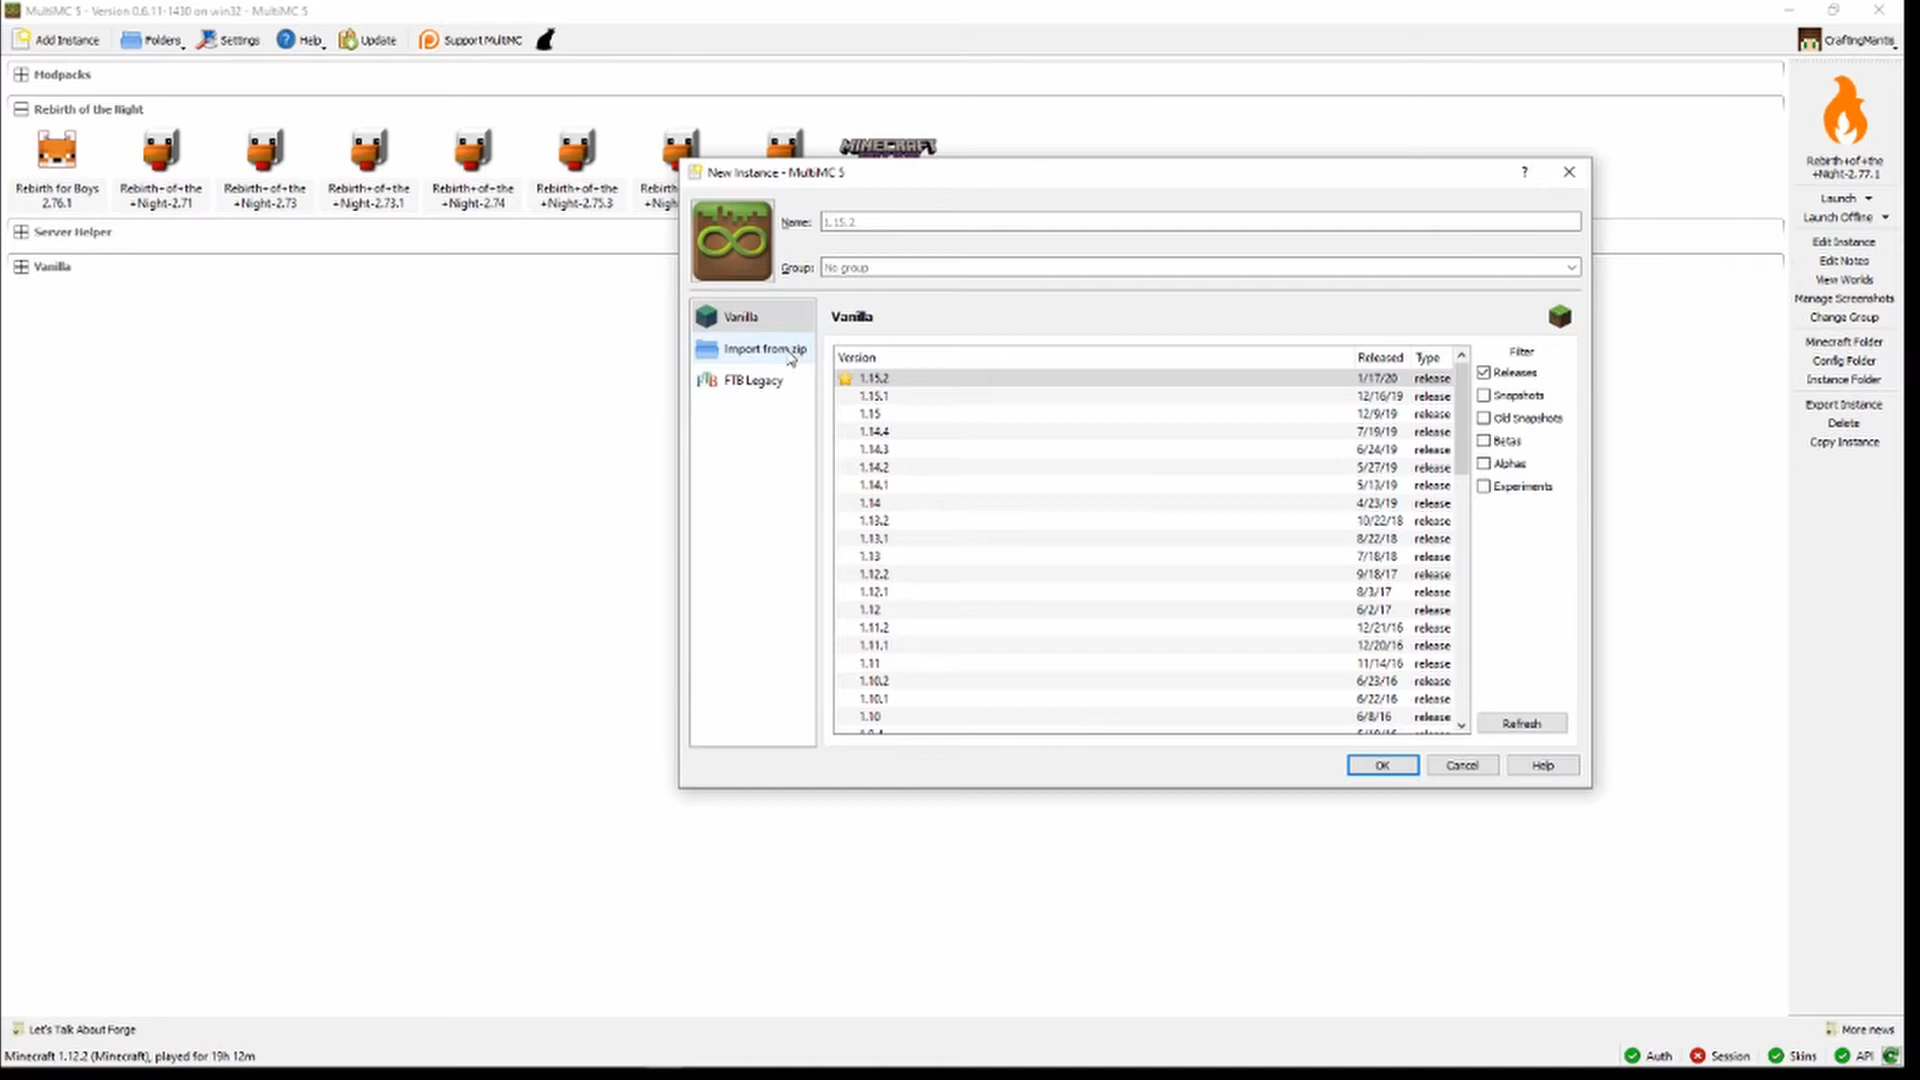 MultiMC 5 - Version 0.6.11-1430 on win32 - MultiMC 5
Add Instance Folders Settings Help Update Support MultiMC CraftingMantis
Modpacks
Rebirth of the Night
MINECRAFT
Rebirth for Boys 2.76.1
Rebirth+of+the +Night-2.71
Rebirth+of+the +Night-2.73
Rebirth+of+the +Night-2.73.1
Rebirth+of+the +Night-2.74
Rebirth+of+the +Night-2.75.3
Rebirth
Server Helper
Vanilla
New Instance - MultiMC 5
Name: 1.15.2
Group: No group
Vanilla
Import from zip
FTB Legacy
Vanilla
Version Released Type
1.15.2 1/17/20 release
1.15.1 12/16/19 release
1.15 12/9/19 release
1.14.4 7/19/19 release
1.14.3 6/24/19 release
1.14.2 5/27/19 release
1.14.1 5/13/19 release
1.14 4/23/19 release
1.13.2 10/22/18 release
1.13.1 8/22/18 release
1.13 7/18/18 release
1.12.2 9/18/17 release
1.12.1 8/3/17 release
1.12 6/2/17 release
1.11.2 12/21/16 release
1.11.1 12/20/16 release
1.11 11/14/16 release
1.10.2 6/23/16 release
1.10.1 6/22/16 release
1.10 6/8/16 release
Filter
Releases
Snapshots
Old Snapshots
Betas
Alphas
Experiments
Refresh
OK Cancel Help
Rebirth+of+the
+Night-2.77.1
Launch
Launch Offline
Edit Instance
Edit Notes
View Worlds
Manage Screenshots
Change Group
Minecraft Folder
Config Folder
Instance Folder
Export Instance
Delete
Copy Instance
Let's Talk About Forge More news
Minecraft 1.12.2 (Minecraft), played for 19h 12m Auth Session Skins API